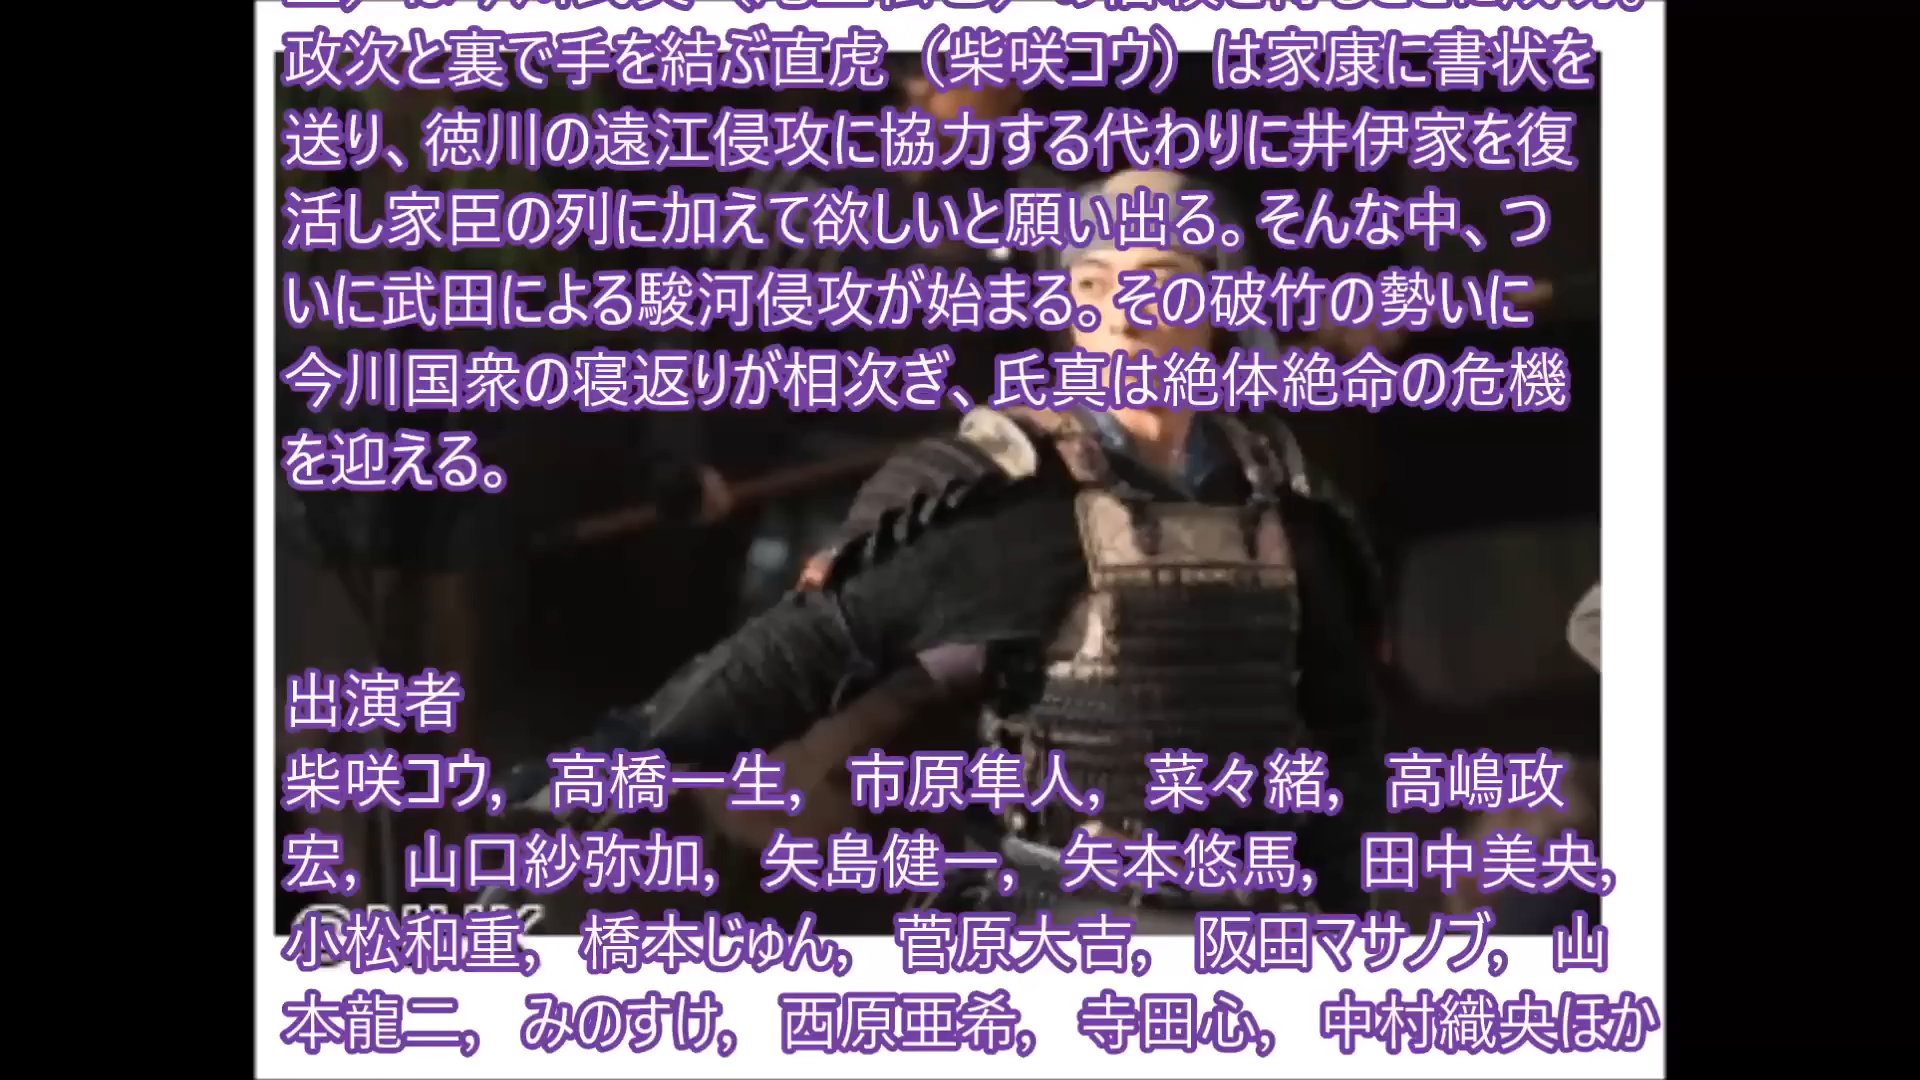 政次と裏で手を結ぶ直虎（柴咲コウ）は家康に書状を
送り、徳川の遠江侵攻に協力する代わりに井伊家を復
活し家臣の列に加えて欲しいと願い出る。そんな中、つ
いに武田による駿河侵攻が始まる。その破竹の勢いに
今川国衆の寝返りが相次ぎ、氏真は絶体絶命の危機
を迎える。
出演者
柴咲コウ,　高橋一生,　市原隼人,　菜々緒,　高嶋政
宏,　山口紗弥加,　矢島健一,　矢本悠馬,　田中美央,
小松和重,　橋本じゅん,　菅原大吉,　阪田マサノブ,　山
本龍二,　みのすけ,　西原亜希,　寺田心,　中村織央ほか